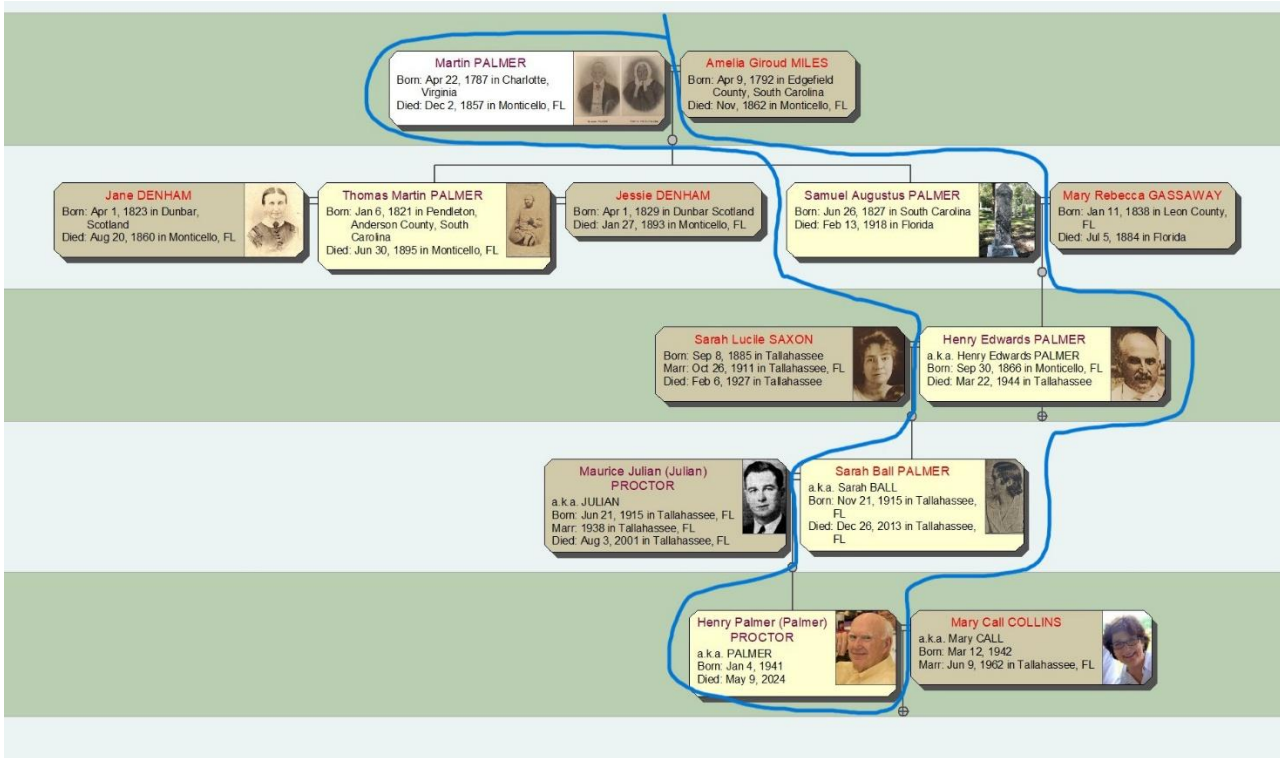 Martin PALMER
Born: Apr 22, 1787 in Charlotte,
Virginia
Died: Dec 2, 1857 in Monticello, FL
Amelia Giroud MILES
Born: Apr 9, 1792 in Edgefield
County, South Carolina
Died: Nov, 1862 in Monticello, FL
Jane DENHAM
Born: Apr 1, 1823 in Dunbar,
Scotland
Died: Aug 20, 1860 in Monticello, FL
Thomas Martin PALMER
Born: Jan 6, 1821 in Pendleton,
Anderson County, South
Carolina
Died: Jun 30, 1895 in Monticello, FL
Jessie DENHAM
Born: Apr 1, 1829 in Dunbar Scotland
Died: Jan 27, 1893 in Monticello, FL
Samuel Augustus PALMER
Born: Jun 26, 1827 in South Carolina
Died: Feb 13, 1918 in Florida
Mary Rebecca GASSAWAY
Born: Jan 11, 1838 in Leon County,
FL
Died: Jul 5, 1884 in Florida
Sarah Lucile SAXON
Born: Sep 8, 1885 in Tallahassee
Marr: Oct 26, 1911 in Tallahassee, FL
Died: Feb 6, 1927 in Tallahassee
Henry Edwards PALMER
a.k.a. Henry Edwards PALMER
Born: Sep 30, 1866 in Monticello, FL
Died: Mar 22, 1944 in Tallahassee
Maurice Julian (Julian)
PROCTOR
a.k.a. JULIAN
Born: Jun 21, 1915 in Tallahassee, FL
Marr: 1938 in Tallahassee, FL
Died: Aug 3, 2001 in Tallahassee, FL
Sarah Ball PALMER
a.k.a. Sarah BALL
Born: Nov 21, 1915 in Tallahassee,
FL
Died: Dec 26, 2013 in Tallahassee,
FL
Henry Palmer (Palmer)
PROCTOR
a.k.a. PALMER
Born: Jan 4, 1941
Died: May 9, 2024
Mary Call COLLINS
a.k.a. Mary CALL
Born: Mar 12, 1942
Marr: Jun 9, 1962 in Tallahassee, FL